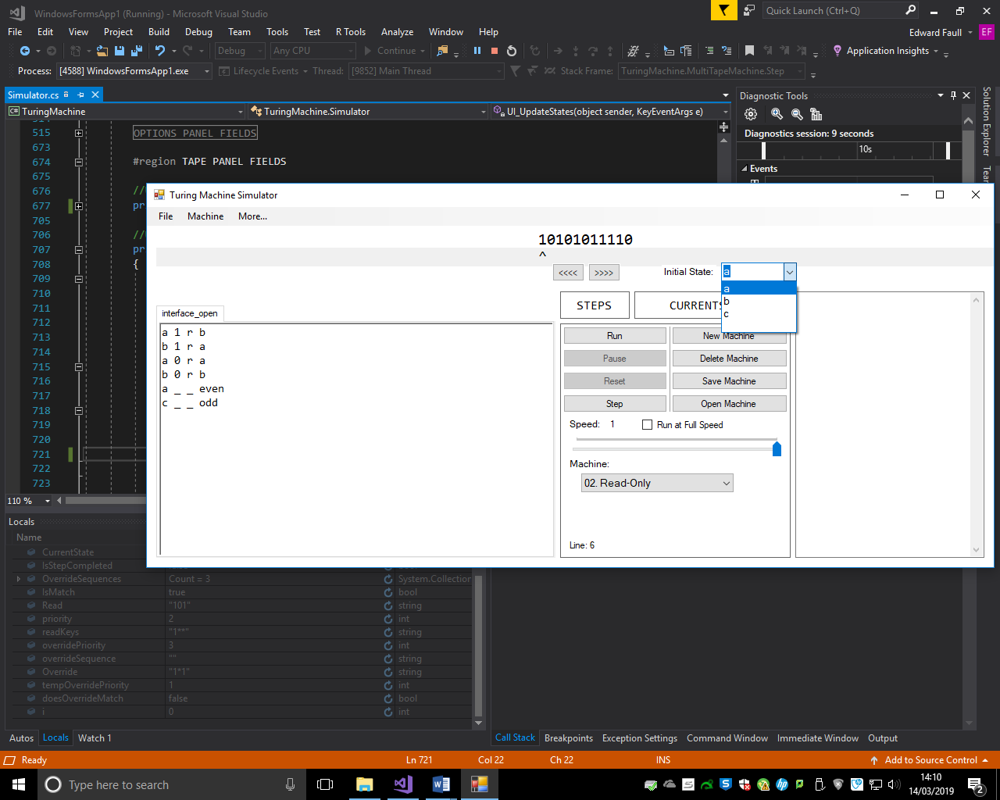 WindowsFormsApp1 (Running) - Microsoft Visual Studio
Quick Launch (Ctrl+Q)
File Edit View Project Build Debug Team Tools Test R Tools Analyze Window Help
Edward Faull EF
Debug Any CPU Continue Application Insights
Process: [4588] WindowsFormsApp1.exe Lifecycle Events Thread: [9852] Main Thread Stack Frame: TuringMachine.MultiTapeMachine.Step
Simulator.cs
Diagnostic Tools
Solution Explorer
TuringMachine TuringMachine.Simulator UI_UpdateStates(object sender, KeyEventArgs e)
515 OPTIONS PANEL FIELDS
673
674 #region TAPE PANEL FIELDS
675
676 //
677 pr
705
706 //
707 pr
708 {
709
710
712
713
714
715
716
717
718
719
720
721
722
723
Diagnostics session: 9 seconds
10s
Events
Turing Machine Simulator
File Machine More...
10101011110
^
<<<< >>>> Initial State: a
a
b
c
STEPS CURRENTS
interface_open
a 1 r b
b 1 r a
a 0 r a
b 0 r b
a _ _ even
c _ _ odd
Run New Machine
Pause Delete Machine
Reset Save Machine
Step Open Machine
Speed: 1 Run at Full Speed
Machine:
02. Read-Only
Line: 6
110 %
Locals
Name
CurrentState
IsStepCompleted
OverrideSequences Count = 3 System.Collection
IsMatch true bool
Read "101" string
priority 2 int
readKeys "1**" string
overridePriority 3 int
overrideSequence "" string
Override "1*1" string
tempOverridePriority 1 int
doesOverrideMatch false bool
i 0 int
Autos Locals Watch 1
Call Stack Breakpoints Exception Settings Command Window Immediate Window Output
Ready Ln 721 Col 22 Ch 22 INS Add to Source Control
Type here to search
14:10
14/03/2019
2